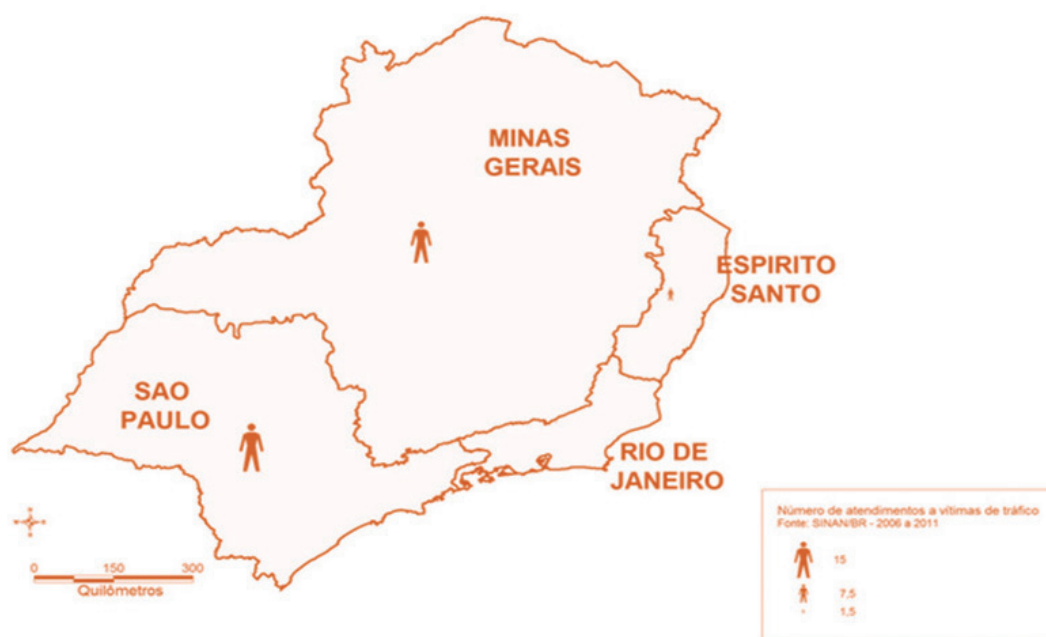 MINAS
GERAIS
ESPIRITO
SANTO
SAO
PAULO
RIO DE
JANEIRO
0 150 300
Quilômetros
Número de atendimentos a vítimas de tráfico
Fonte: SINAN/BR - 2006 a 2011
15
7,5
1,5